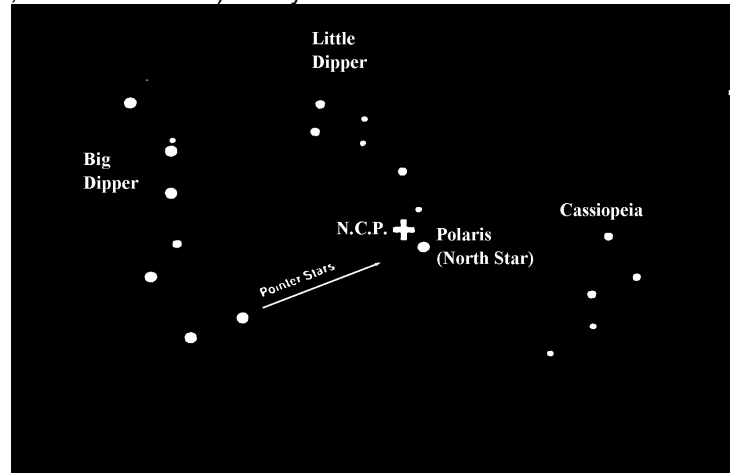 Little
Dipper
Big
Dipper
Cassiopeia
N.C.P.
Polaris
(North Star)
Pointer Stars